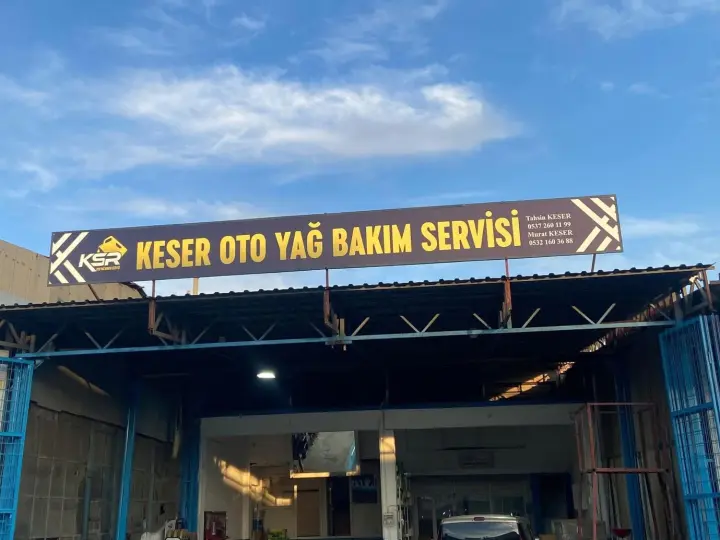 KSR
KESER OTO YAĞ BAKIM SERVİSİ
Tahsin KESER
0537 260 11 99
Murat KESER
0532 160 36 88